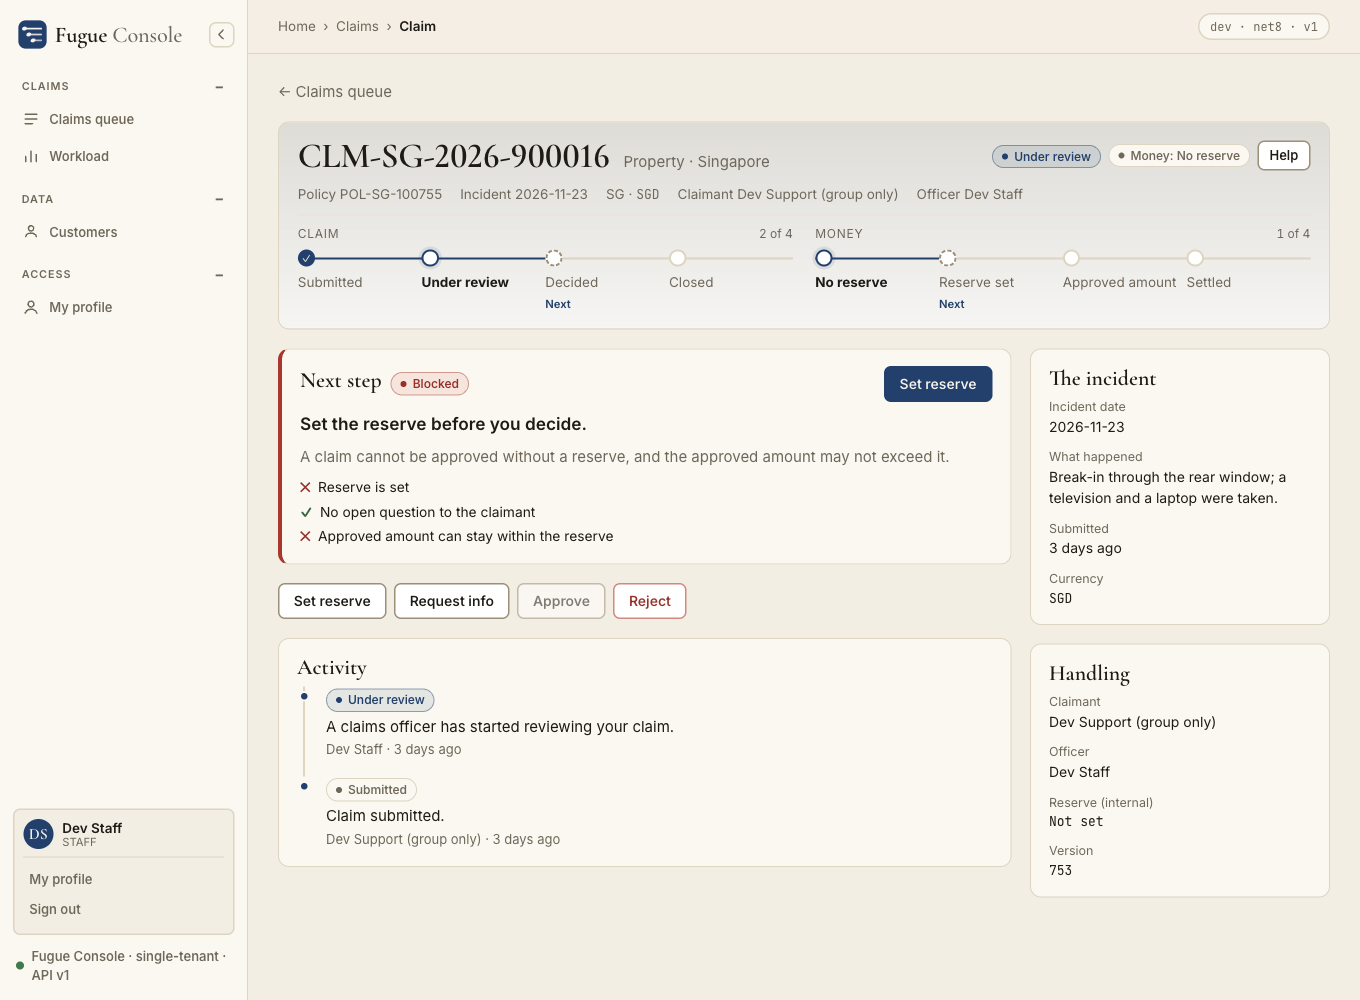 Fugue Console
CLAIMS
Claims queue
Workload
DATA
Customers
ACCESS
My profile
DS
Dev Staff
STAFF
My profile
Sign out
Fugue Console · single-tenant ·
API v1
Home › Claims › Claim
dev · net8 · v1
← Claims queue
CLM-SG-2026-900016 Property · Singapore
Under review
Money: No reserve
Help
Policy POL-SG-100755 Incident 2026-11-23 SG · SGD Claimant Dev Support (group only) Officer Dev Staff
CLAIM 2 of 4
Submitted
Under review
Decided
Next
Closed
MONEY 1 of 4
No reserve
Reserve set
Next
Approved amount
Settled
Next step
Blocked
Set reserve
Set the reserve before you decide.
A claim cannot be approved without a reserve, and the approved amount may not exceed it.
Reserve is set
No open question to the claimant
Approved amount can stay within the reserve
Set reserve
Request info
Approve
Reject
Activity
Under review
A claims officer has started reviewing your claim.
Dev Staff · 3 days ago
Submitted
Claim submitted.
Dev Support (group only) · 3 days ago
The incident
Incident date
2026-11-23
What happened
Break-in through the rear window; a
television and a laptop were taken.
Submitted
3 days ago
Currency
SGD
Handling
Claimant
Dev Support (group only)
Officer
Dev Staff
Reserve (internal)
Not set
Version
753